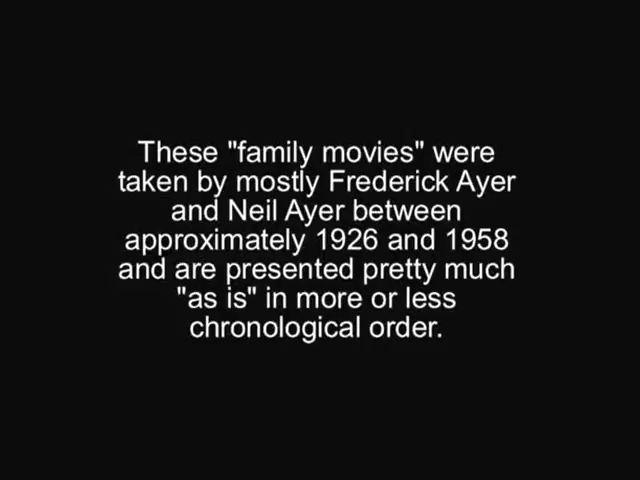 These "family movies" were
taken by mostly Frederick Ayer
and Neil Ayer between
approximately 1926 and 1958
and are presented pretty much
"as is" in more or less
chronological order.